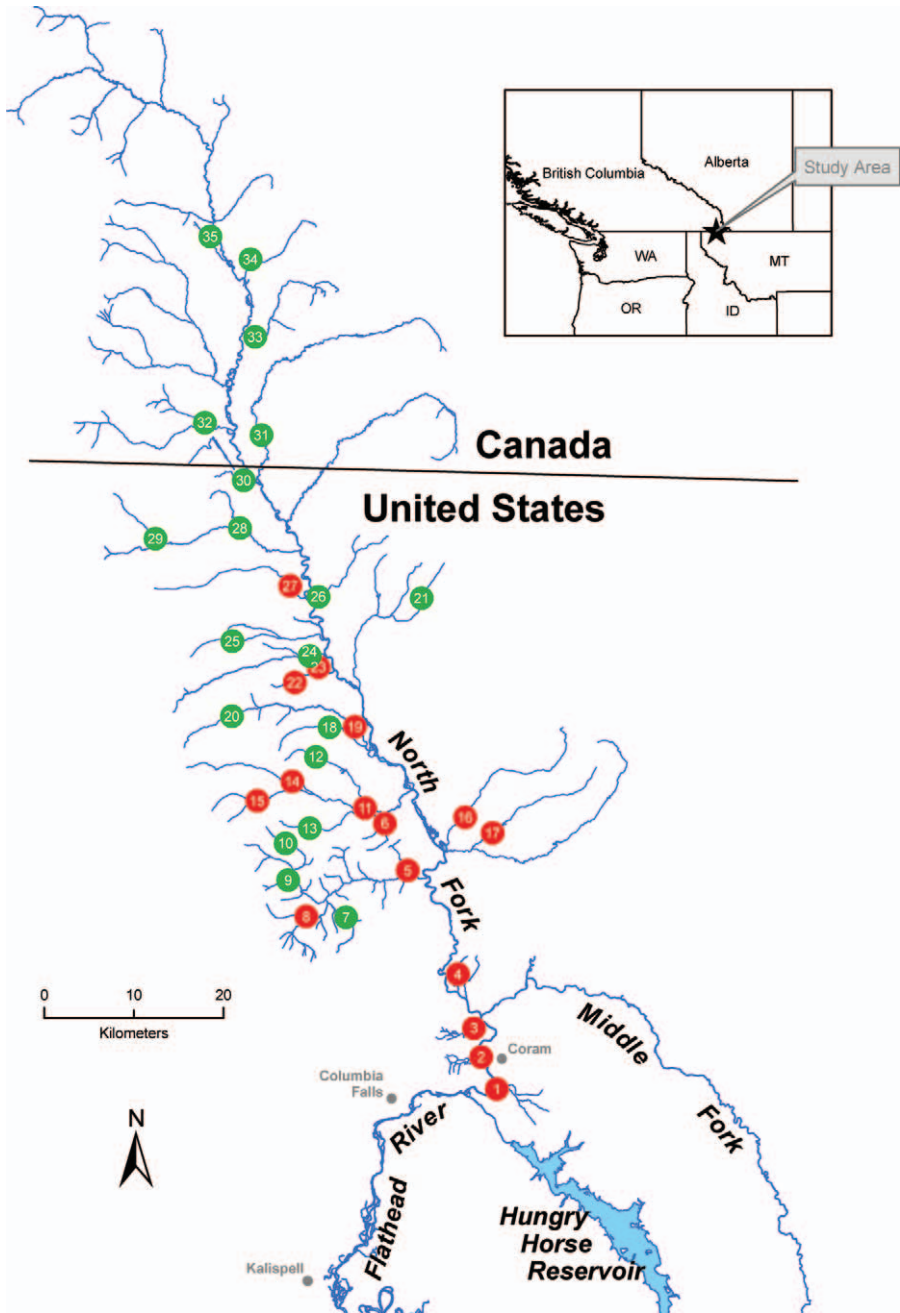 Alberta
British Columbia
Study Area
WA
MT
OR
ID
35
34
33
32
31
Canada
30
United States
28
29
27
26
21
25
24
23
22
20
18
19
North
12
14
15
11
6
16
13
17
10
5
9
Fork
8
7
4
0 10 20
Kilometers
3
Middle
2
Coram
Columbia
Falls
1
River
N
Fork
Flathead
Hungry
Horse
Reservoir
Kalispell